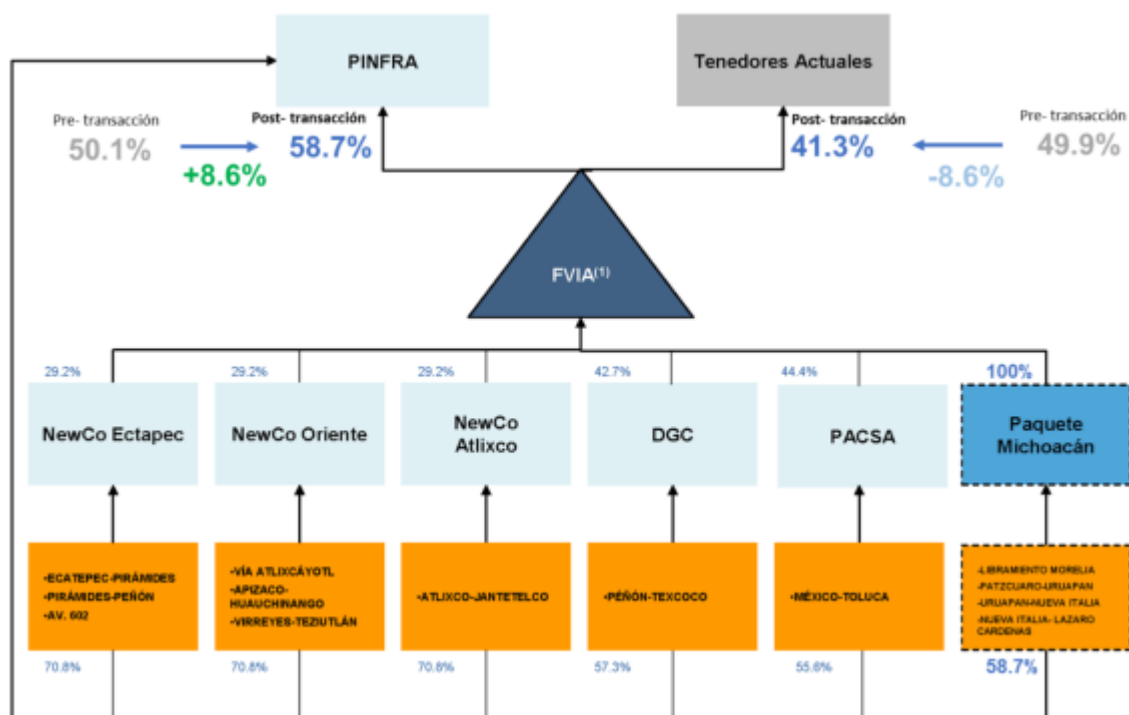 PINFRA
Tenedores Actuales
Pre- transacción
50.1%
Post- transacción
58.7%
+8.6%
Post- transacción
41.3%
Pre- transacción
49.9%
-8.6%
FVIA(1)
29.2%
29.2%
29.2%
42.7%
44.4%
100%
NewCo Ectapec
NewCo Oriente
NewCo
Atlixco
DGC
PACSA
Paquete
Michoacán
•ECATEPEC-PIRÁMIDES
•PIRÁMIDES-PEÑÓN
•AV. 602
•VÍA ATLIXCÁYOTL
•APIZACO-
HUAUCHINANGO
•VIRREYES-TEZIUTLÁN
•ATLIXCO-JANTETELCO
•PÉÑÓN-TEXCOCO
•MÉXICO-TOLUCA
-LIBRAMIENTO MORELIA
-PATZCUARO-URUAPAN
-URUAPAN-NUEVA ITALIA
-NUEVA ITALIA- LAZARO
CARDENAS
70.8%
70.8%
70.8%
57.3%
55.6%
58.7%